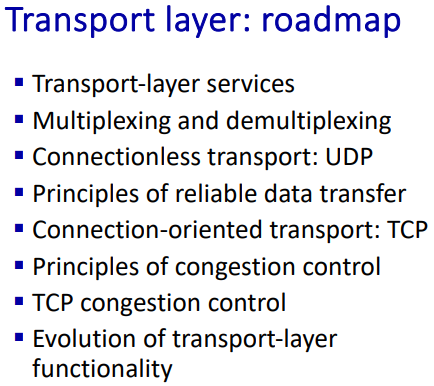 Transport layer: roadmap
▪ Transport-layer services
▪ Multiplexing and demultiplexing
▪ Connectionless transport: UDP
▪ Principles of reliable data transfer
▪ Connection-oriented transport: TCP
▪ Principles of congestion control
▪ TCP congestion control
▪ Evolution of transport-layer
functionality